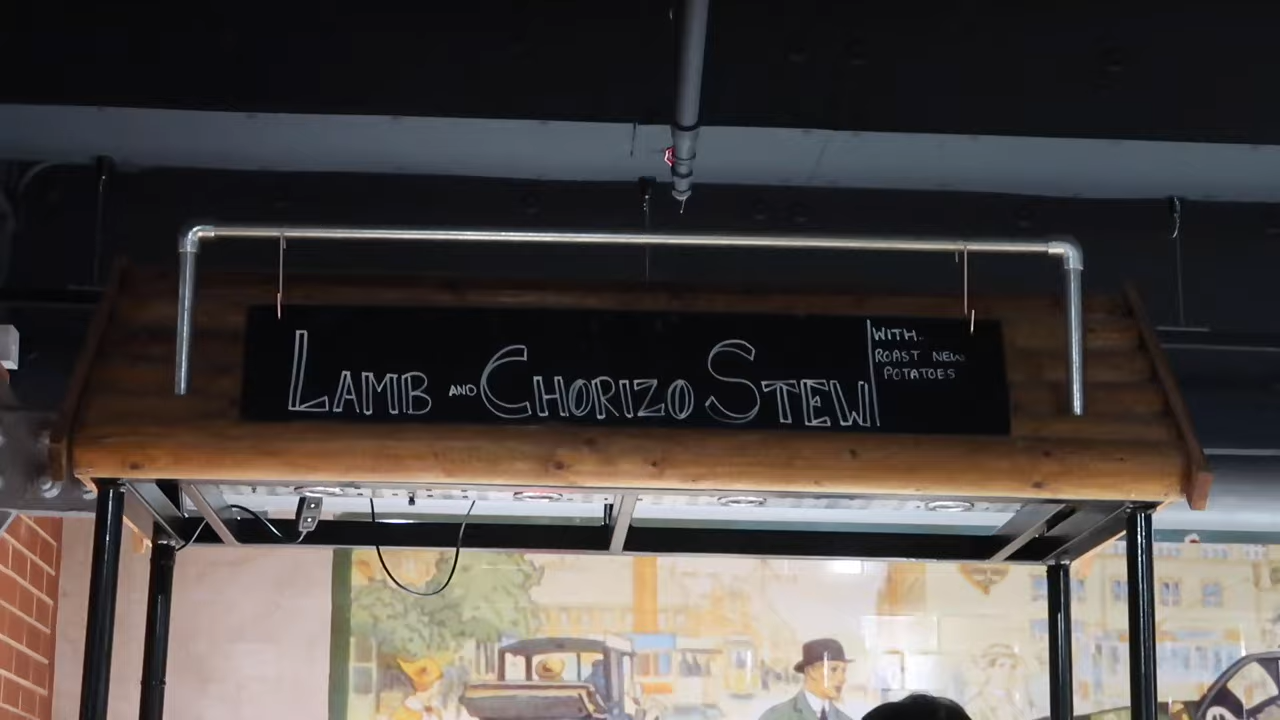 LAMB AND CHORIZO STEW
WITH..
ROAST NEW
POTATOES